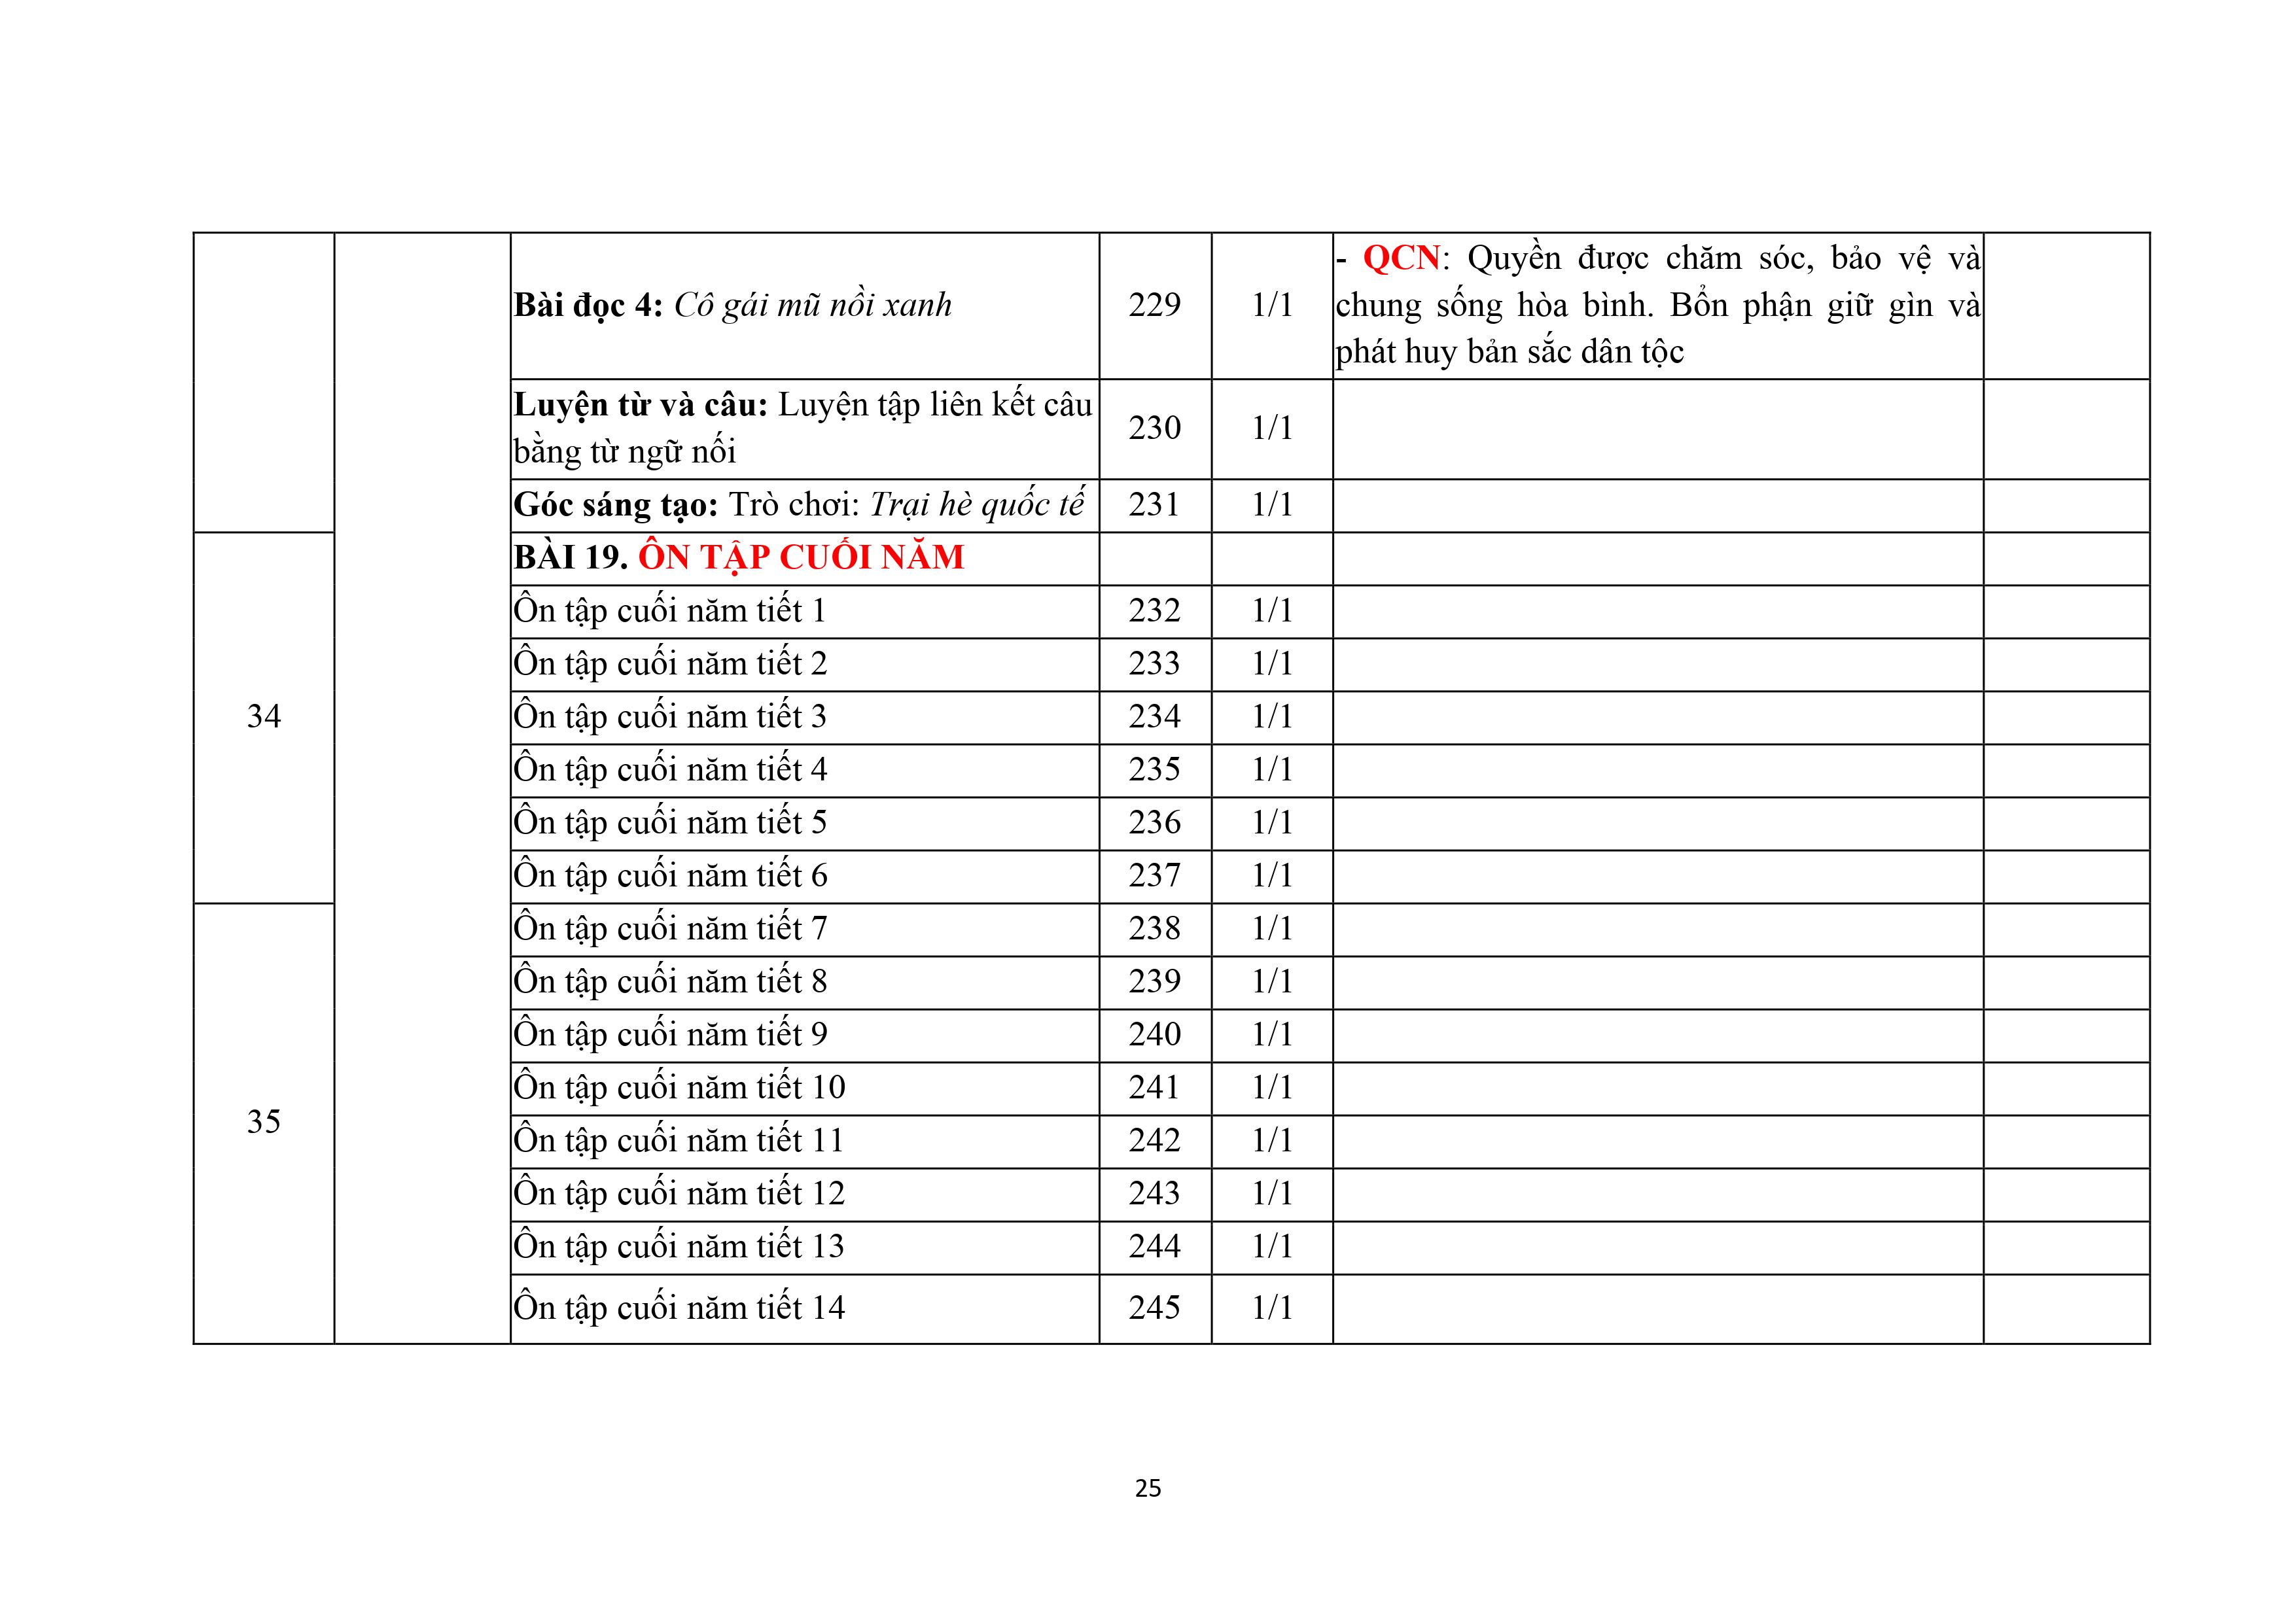 Bài đọc 4: Cô gái mũ nồi xanh 229 1/1
- QCN: Quyền được chăm sóc, bảo vệ và
chung sống hòa bình. Bổn phận giữ gìn và
phát huy bản sắc dân tộc
Luyện từ và câu: Luyện tập liên kết câu
bằng từ ngữ nối
230 1/1
Góc sáng tạo: Trò chơi: Trại hè quốc tế 231 1/1
34
BÀI 19. ÔN TẬP CUỐI NĂM
Ôn tập cuối năm tiết 1 232 1/1
Ôn tập cuối năm tiết 2 233 1/1
Ôn tập cuối năm tiết 3 234 1/1
Ôn tập cuối năm tiết 4 235 1/1
Ôn tập cuối năm tiết 5 236 1/1
Ôn tập cuối năm tiết 6 237 1/1
35
Ôn tập cuối năm tiết 7 238 1/1
Ôn tập cuối năm tiết 8 239 1/1
Ôn tập cuối năm tiết 9 240 1/1
Ôn tập cuối năm tiết 10 241 1/1
Ôn tập cuối năm tiết 11 242 1/1
Ôn tập cuối năm tiết 12 243 1/1
Ôn tập cuối năm tiết 13 244 1/1
Ôn tập cuối năm tiết 14 245 1/1
25